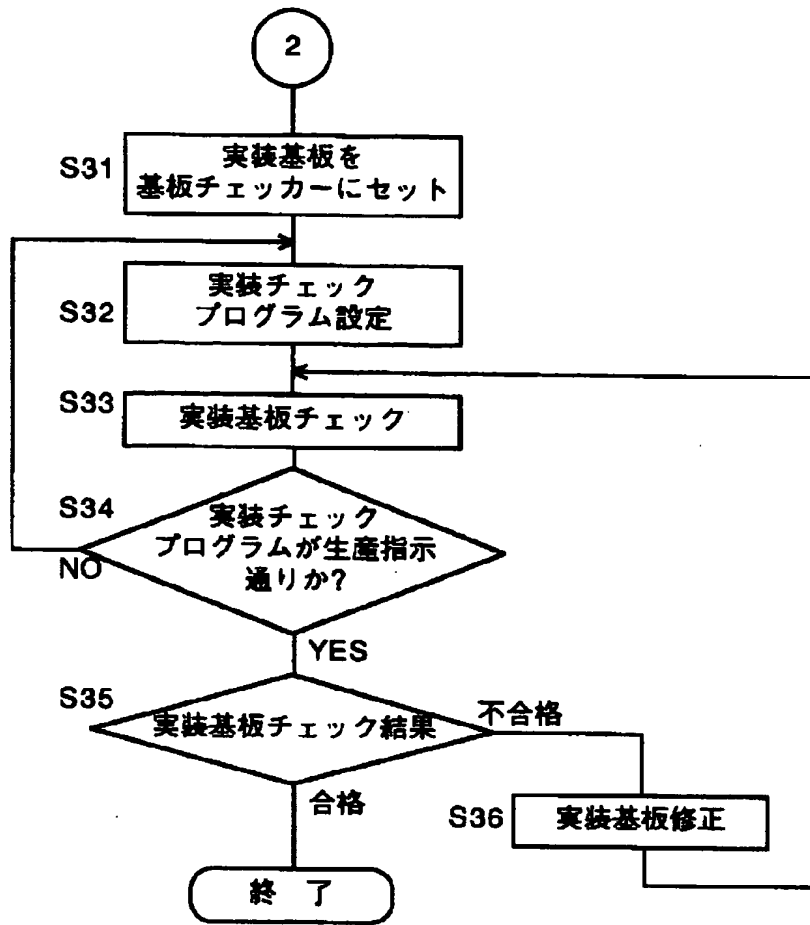 2
S31
実装基板を
基板チェッカーにセット
S32
実装チェック
プログラム設定
S33
実装基板チェック
S34
実装チェック
プログラムが生産指示
通りか?
NO
YES
S35
実装基板チェック結果
不合格
合格
S36
実装基板修正
終了